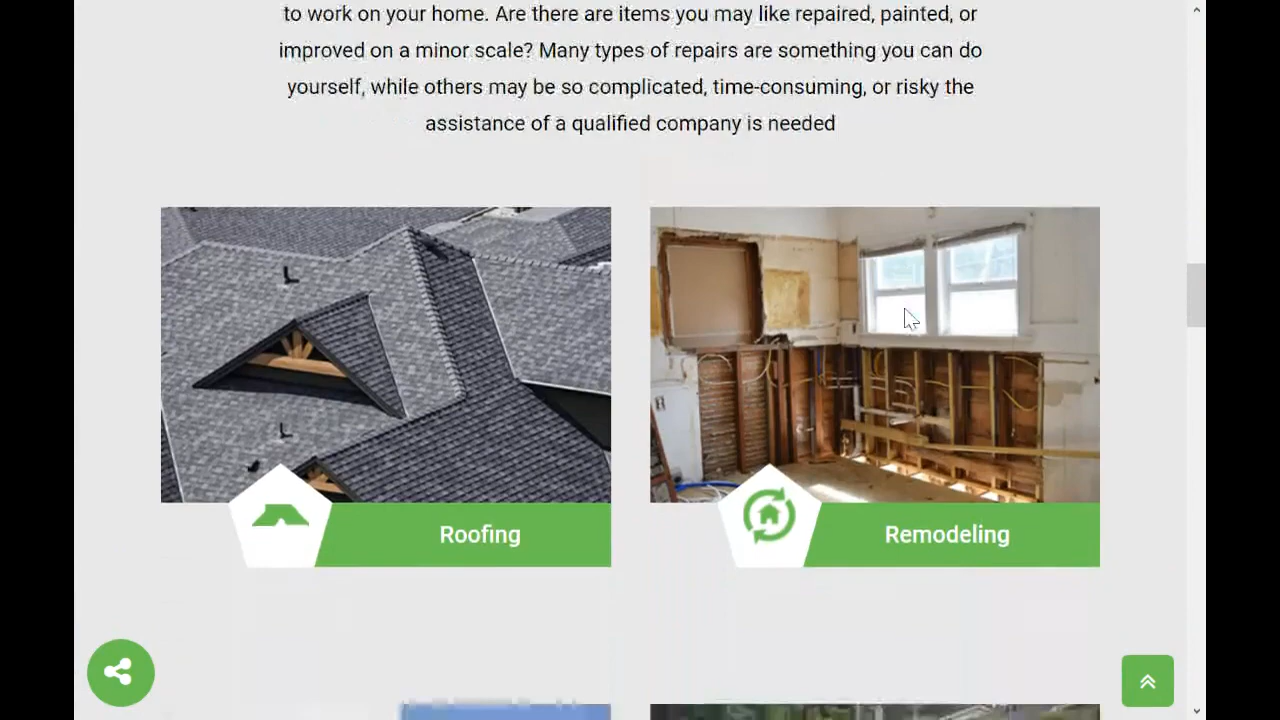 to work on your home. Are there are items you may like repaired, painted, or
improved on a minor scale? Many types of repairs are something you can do
yourself, while others may be so complicated, time-consuming, or risky the
assistance of a qualified company is needed
Roofing
Remodeling